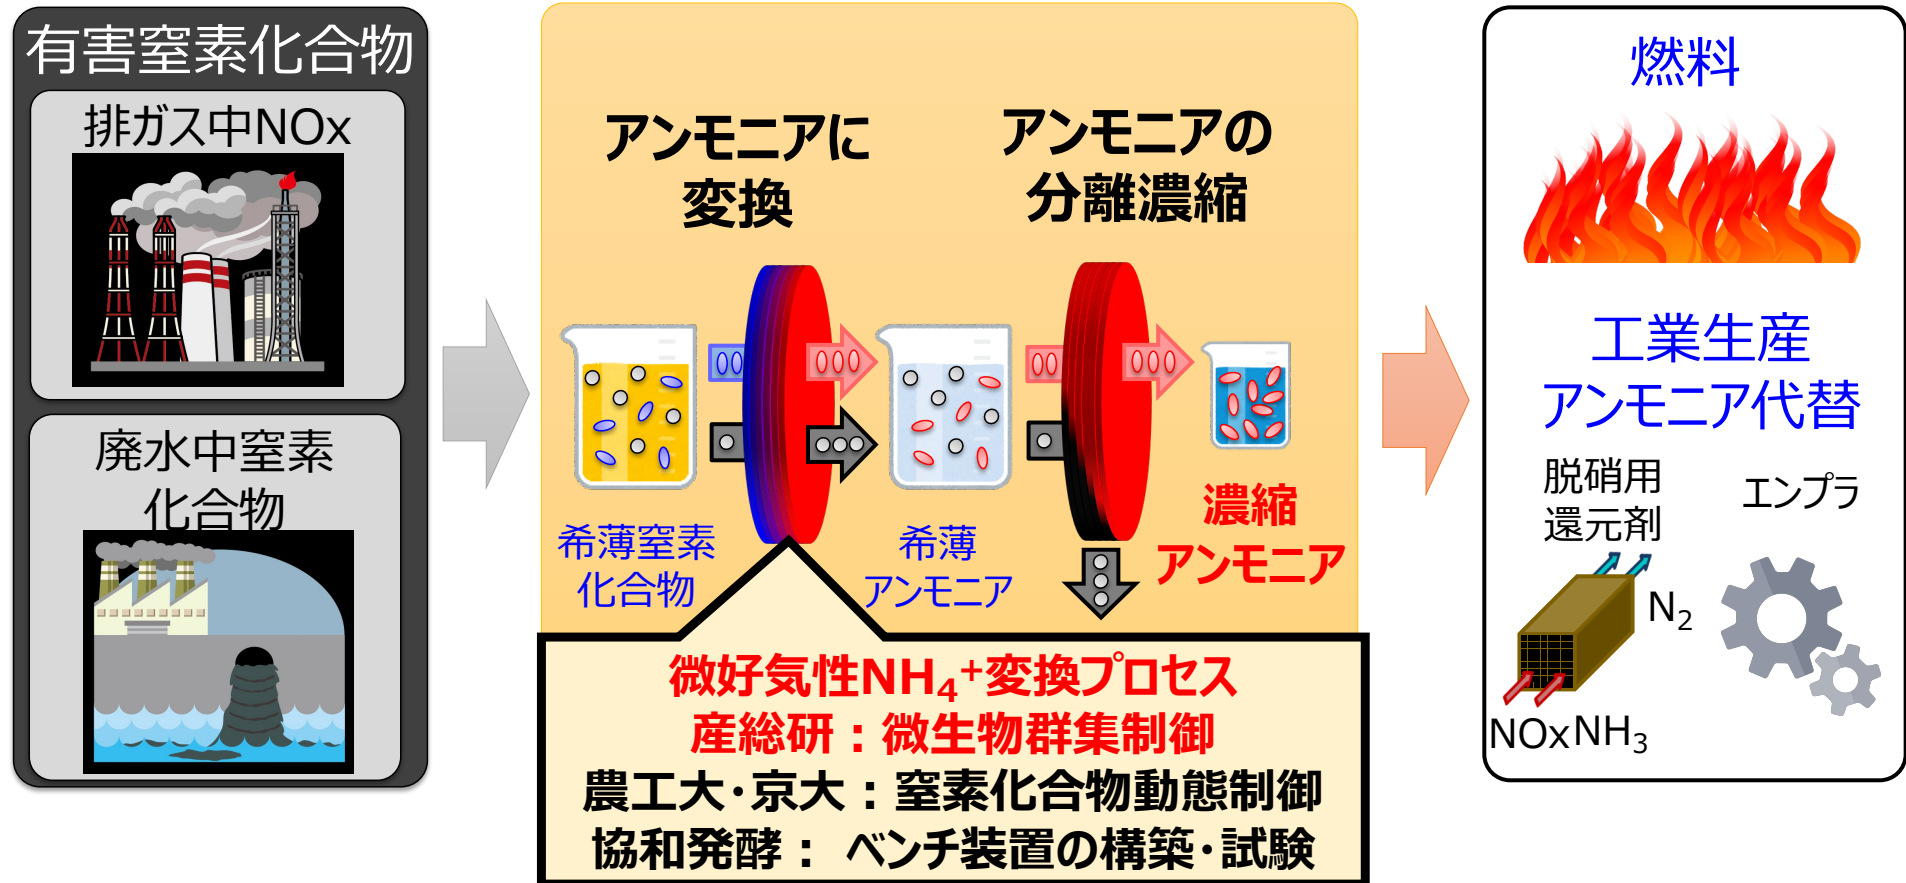 有害窒素化合物
排ガス中NOx
廃水中窒素
化合物
アンモニアに
変換
アンモニアの
分離濃縮
希薄窒素
化合物
希薄
アンモニア
濃縮
アンモニア
微好気性NH₄⁺変換プロセス
産総研：微生物群集制御
農工大・京大：窒素化合物動態制御
協和発酵： ベンチ装置の構築・試験
燃料
工業生産
アンモニア代替
脱硝用
還元剤
エンプラ
N₂
NOx NH₃